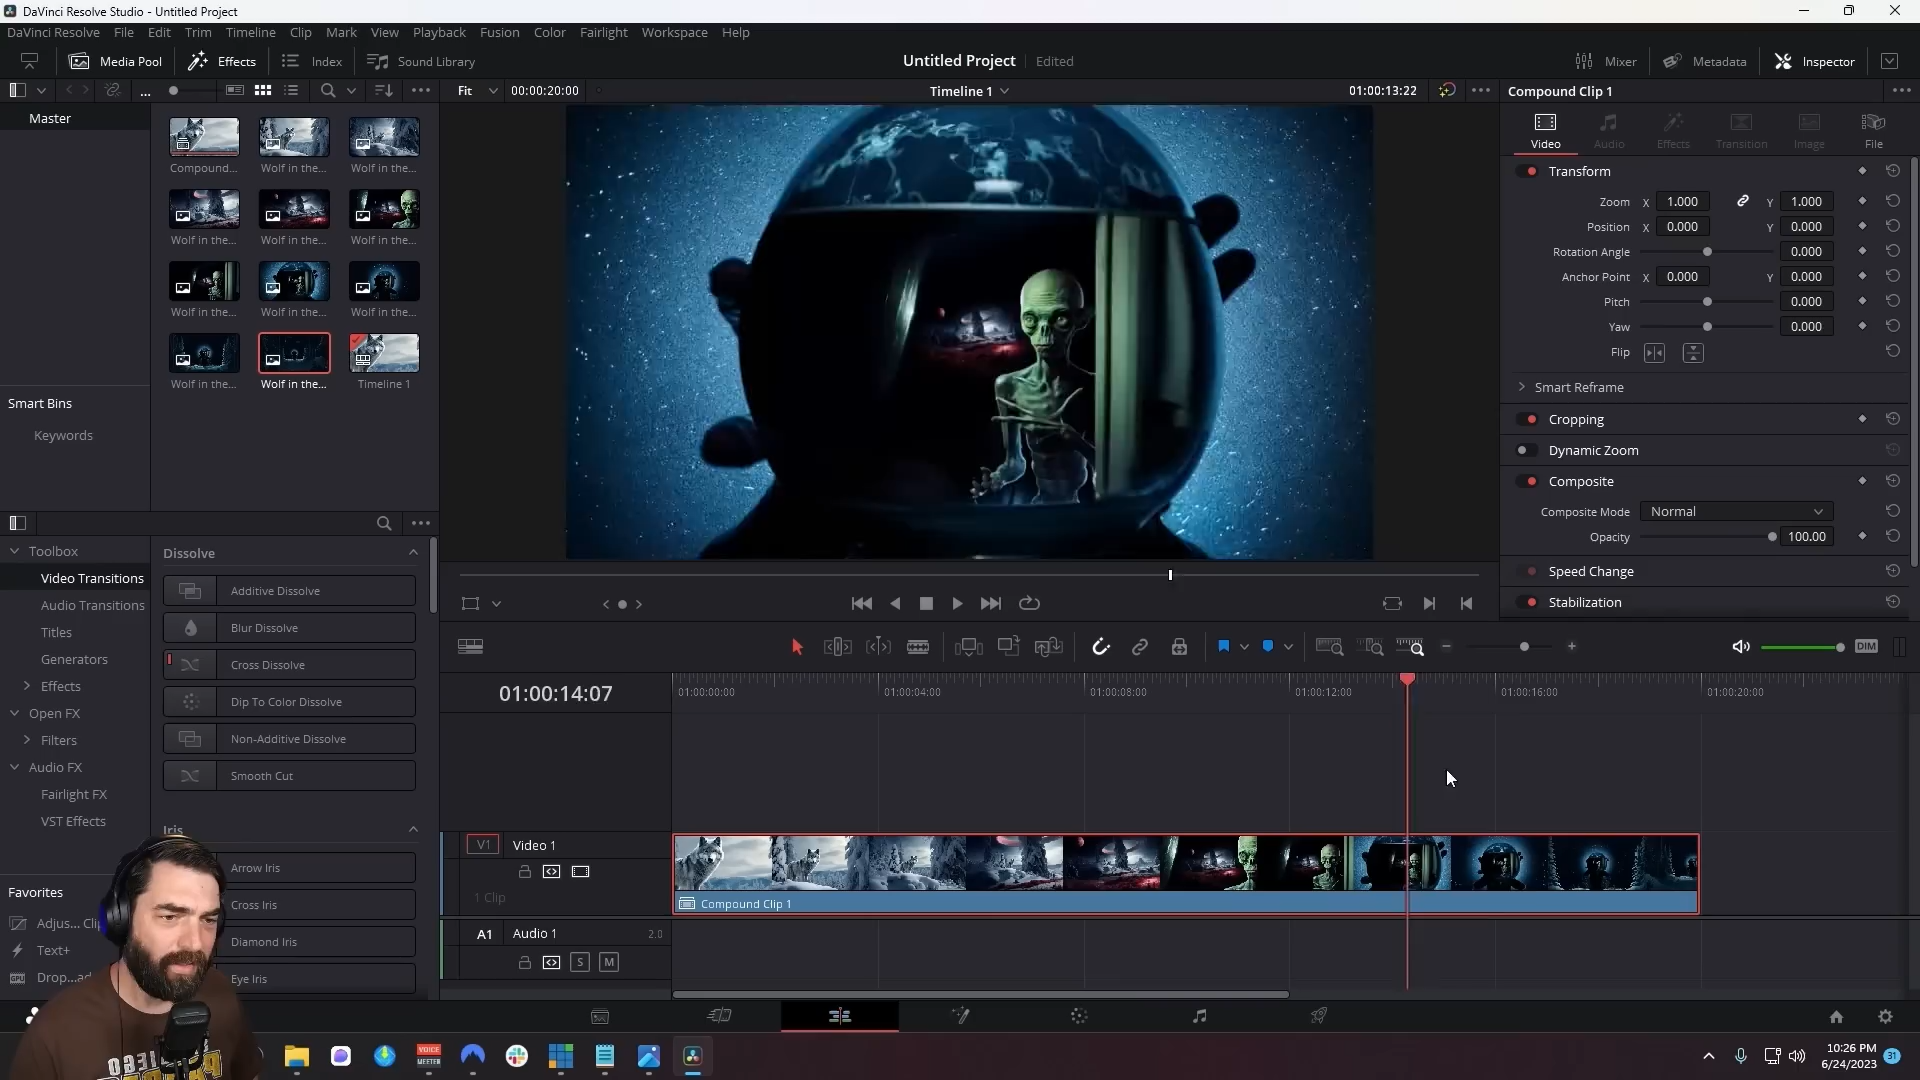 DaVinci Resolve Studio - Untitled Project
DaVinci Resolve File Edit Trim Timeline Clip Mark View Playback Fusion Color Fairlight Workspace Help
Media Pool Effects Index Sound Library Untitled Project Edited Mixer Metadata Inspector
... Fit 00:00:20:00 Timeline 1 01:00:13:22 Compound Clip 1
Master
Compound... Wolf in the... Wolf in the...
Wolf in the... Wolf in the... Wolf in the...
Wolf in the... Wolf in the... Wolf in the...
Wolf in the... Wolf in the... Timeline 1
Smart Bins
Keywords
Video Audio Effects Transition Image File
Transform
Zoom X 1.000 Y 1.000
Position X 0.000 Y 0.000
Rotation Angle 0.000
Anchor Point X 0.000 Y 0.000
Pitch 0.000
Yaw 0.000
Flip
Smart Reframe
Cropping
Dynamic Zoom
Composite
Composite Mode Normal
Opacity 100.00
Speed Change
Stabilization
Toolbox
Video Transitions
Audio Transitions
Titles
Generators
Effects
Open FX
Filters
Audio FX
Fairlight FX
VST Effects
Favorites
Adjus... Cli
Text+
Drop...ad
Dissolve
Additive Dissolve
Blur Dissolve
Cross Dissolve
Dip To Color Dissolve
Non-Additive Dissolve
Smooth Cut
Iris
Arrow Iris
Cross Iris
Diamond Iris
Eye Iris
DIM
01:00:14:07
01:00:00:00 01:00:04:00 01:00:08:00 01:00:12:00 01:00:16:00 01:00:20:00
V1 Video 1
1 Clip
Compound Clip 1
A1 Audio 1 2.0
S M
VOICE
MEETER
10:26 PM
6/24/2023
31